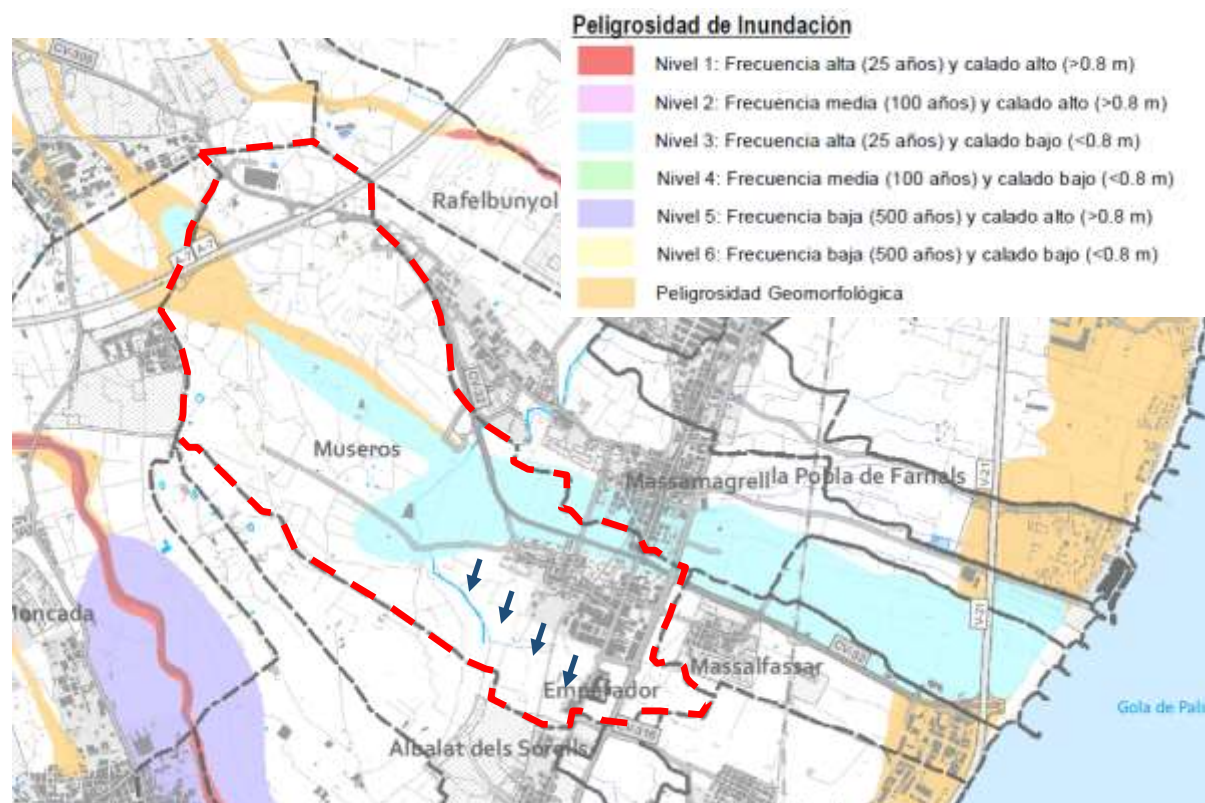 Peligrosidad de Inundación
Nivel 1: Frecuencia alta (25 años) y calado alto (>0.8 m)
Nivel 2: Frecuencia media (100 años) y calado alto (>0.8 m)
Nivel 3: Frecuencia alta (25 años) y calado bajo (<0.8 m)
Nivel 4: Frecuencia media (100 años) y calado bajo (<0.8 m)
Nivel 5: Frecuencia baja (500 años) y calado alto (>0.8 m)
Nivel 6: Frecuencia baja (500 años) y calado bajo (<0.8 m)
Peligrosidad Geomorfológica
Rafelbunyol
A-7
A-7
Museros
Massamagrell
la Pobla de Farnals
V-21
V-21
Moncada
Massalfassar
Emperador
CV-32
Gola de Palm
Albalat dels Sorells